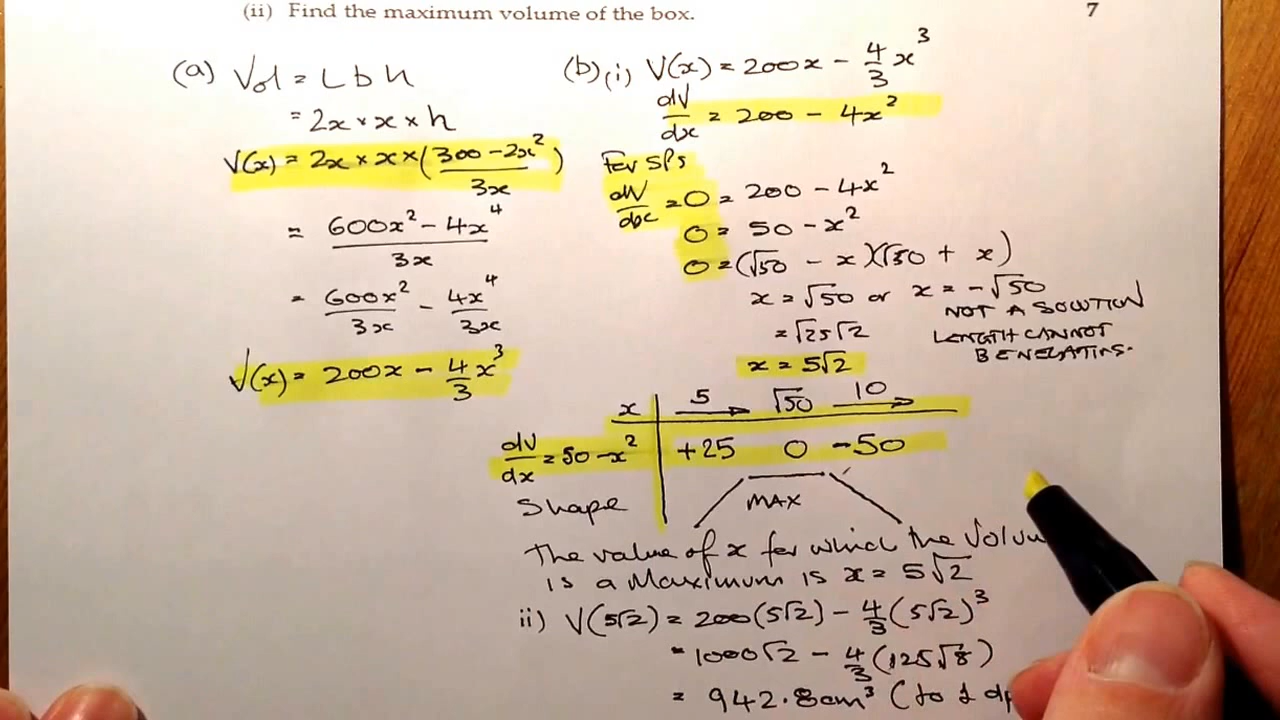 (ii) Find the maximum volume of the box.
7
(a) Vol = L b h
= 2x × x × h
V(x) = 2x × x × (300 - 2x²/3x)
= 600x² - 4x⁴/3x
= 600x²/3x - 4x⁴/3x
V(x) = 200x - 4/3 x³
(b) (i) V(x) = 200x - 4/3 x³
dV/dx = 200 - 4x²
For SPs
dV/dx = 0 = 200 - 4x²
0 = 50 - x²
0 = (√50 - x)(√50 + x)
x = √50 or x = -√50
NOT A SOLUTION
= √25√2
LENGTH CANNOT
BE NEGATIVE.
x = 5√2
x 5 √50 10
dV/dx = 50 - x² +25 0 -50
Shape MAX
The value of x for which the
is a Maximum is x = 5√2
ii) V(5√2) = 200(5√2) - 4/3 (5√2)³
= 1000√2 - 4/3 (125√8)
= 942.8cm³ (to 1 dp